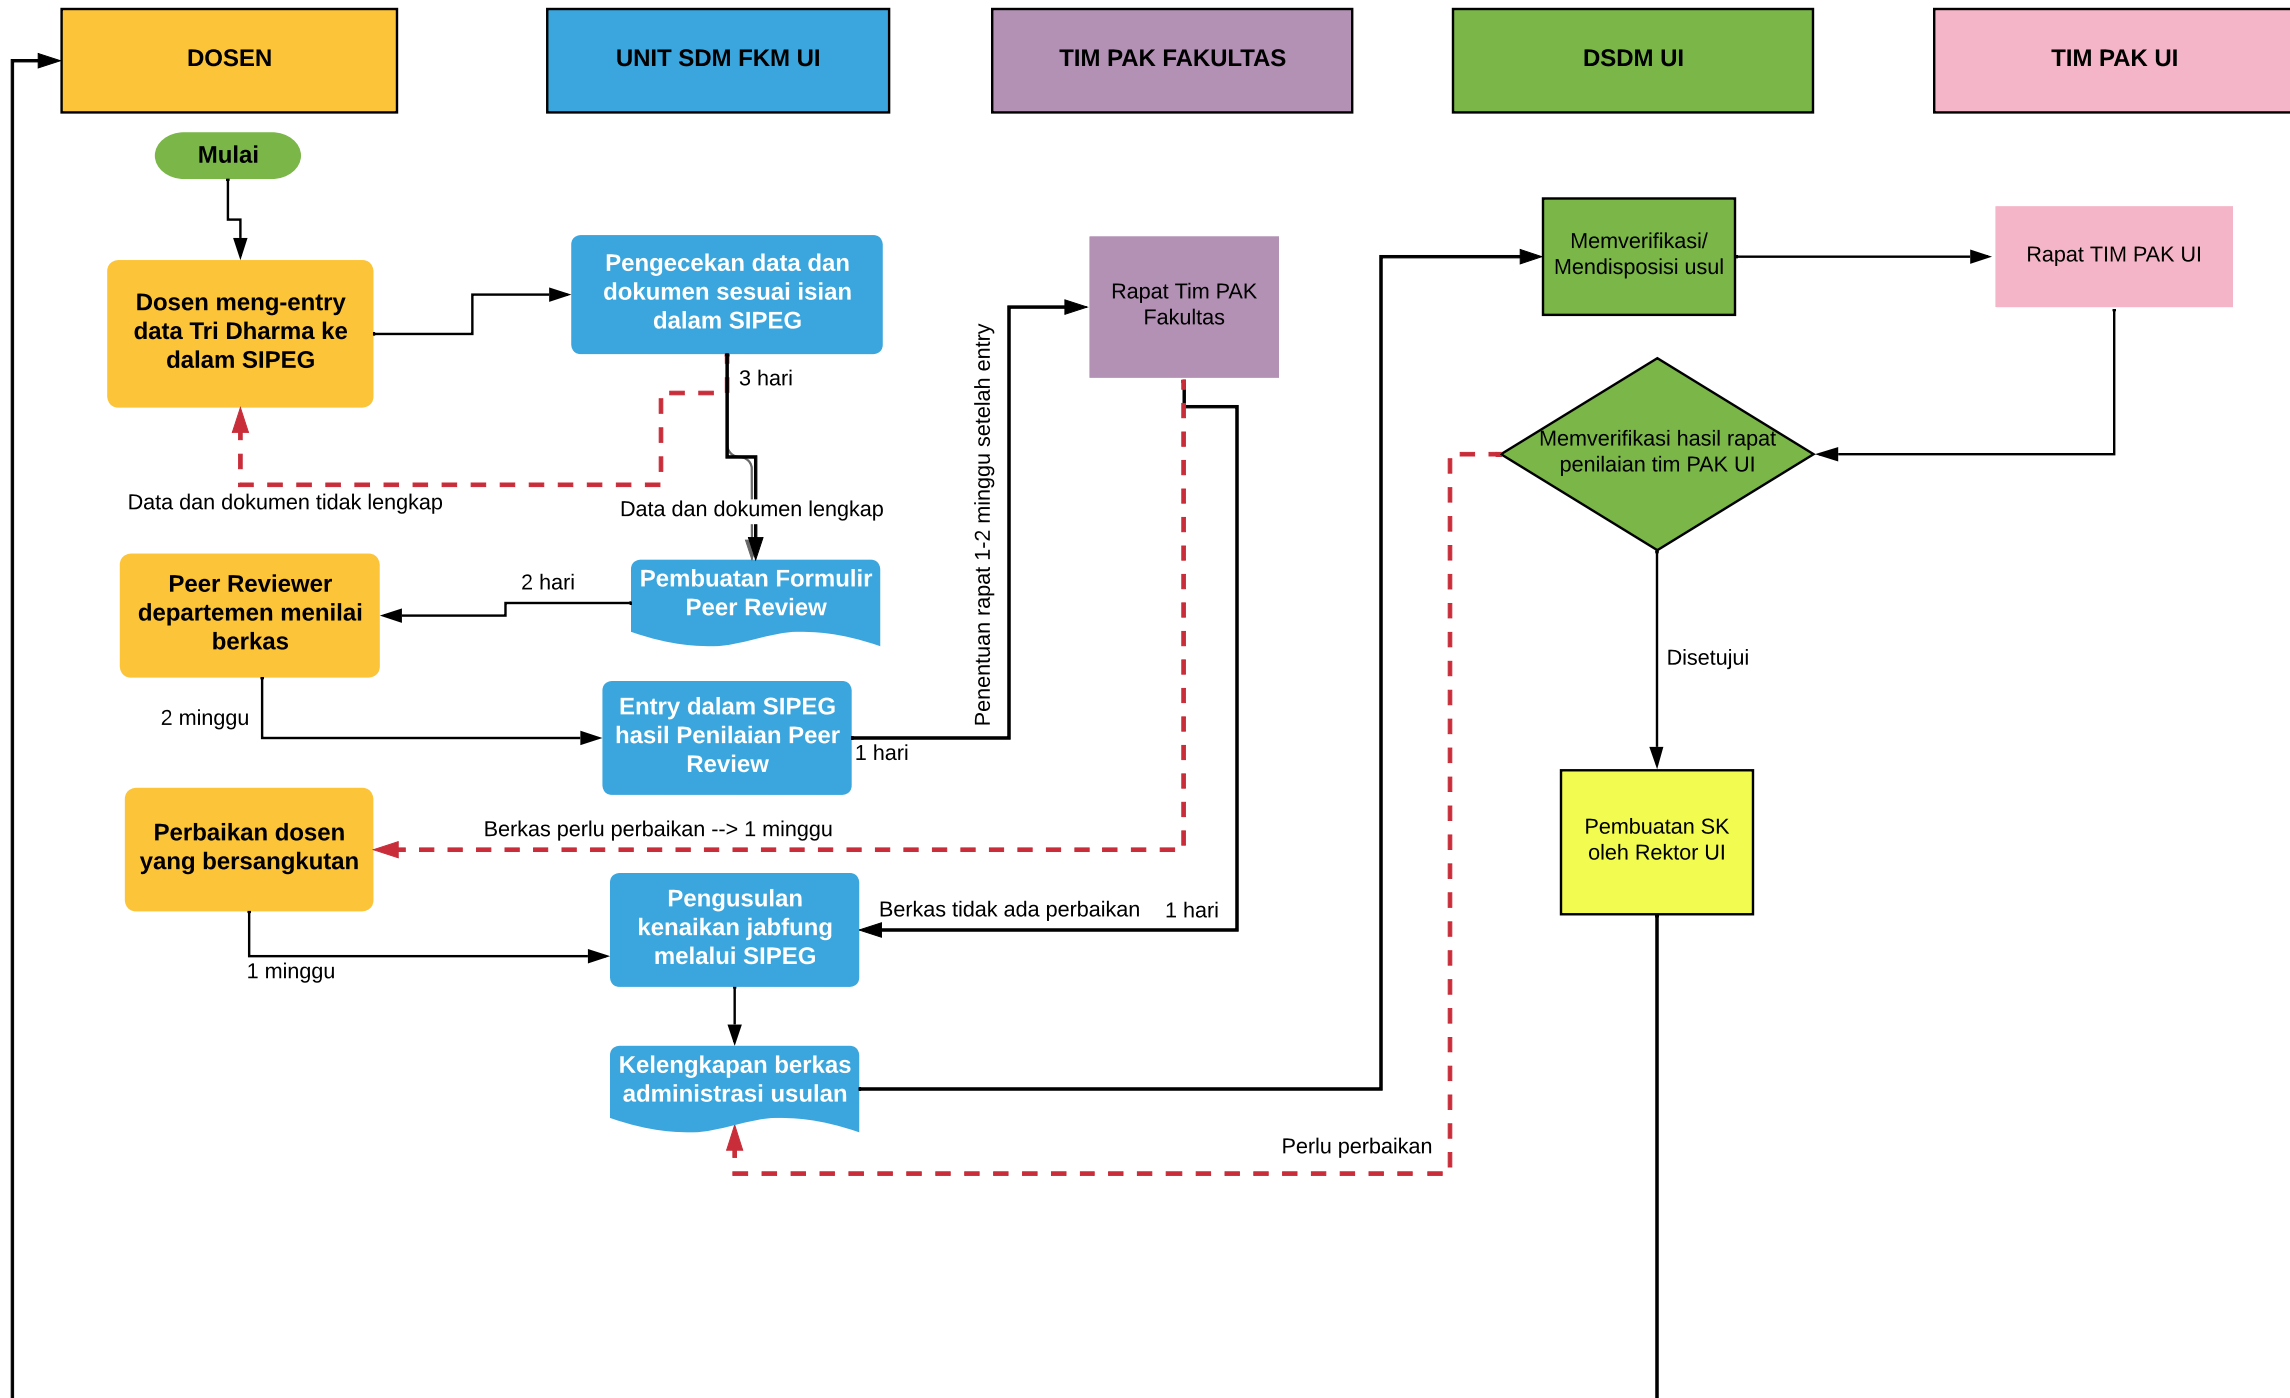 DOSEN
UNIT SDM FKM UI
TIM PAK FAKULTAS
DSDM UI
TIM PAK UI
Mulai
Dosen meng-entry
data Tri Dharma ke
dalam SIPEG
Pengecekan data dan
dokumen sesuai isian
dalam SIPEG
3 hari
Data dan dokumen tidak lengkap
Data dan dokumen lengkap
Pembuatan Formulir
Peer Review
2 hari
Peer Reviewer
departemen menilai
berkas
2 minggu
Entry dalam SIPEG
hasil Penilaian Peer
Review
1 hari
Penentuan rapat 1-2 minggu setelah entry
Rapat Tim PAK
Fakultas
Berkas perlu perbaikan --> 1 minggu
Perbaikan dosen
yang bersangkutan
1 minggu
Berkas tidak ada perbaikan
1 hari
Pengusulan
kenaikan jabfung
melalui SIPEG
Kelengkapan berkas
administrasi usulan
Memverifikasi/
Mendisposisi usul
Rapat TIM PAK UI
Memverifikasi hasil rapat
penilaian tim PAK UI
Perlu perbaikan
Disetujui
Pembuatan SK
oleh Rektor UI